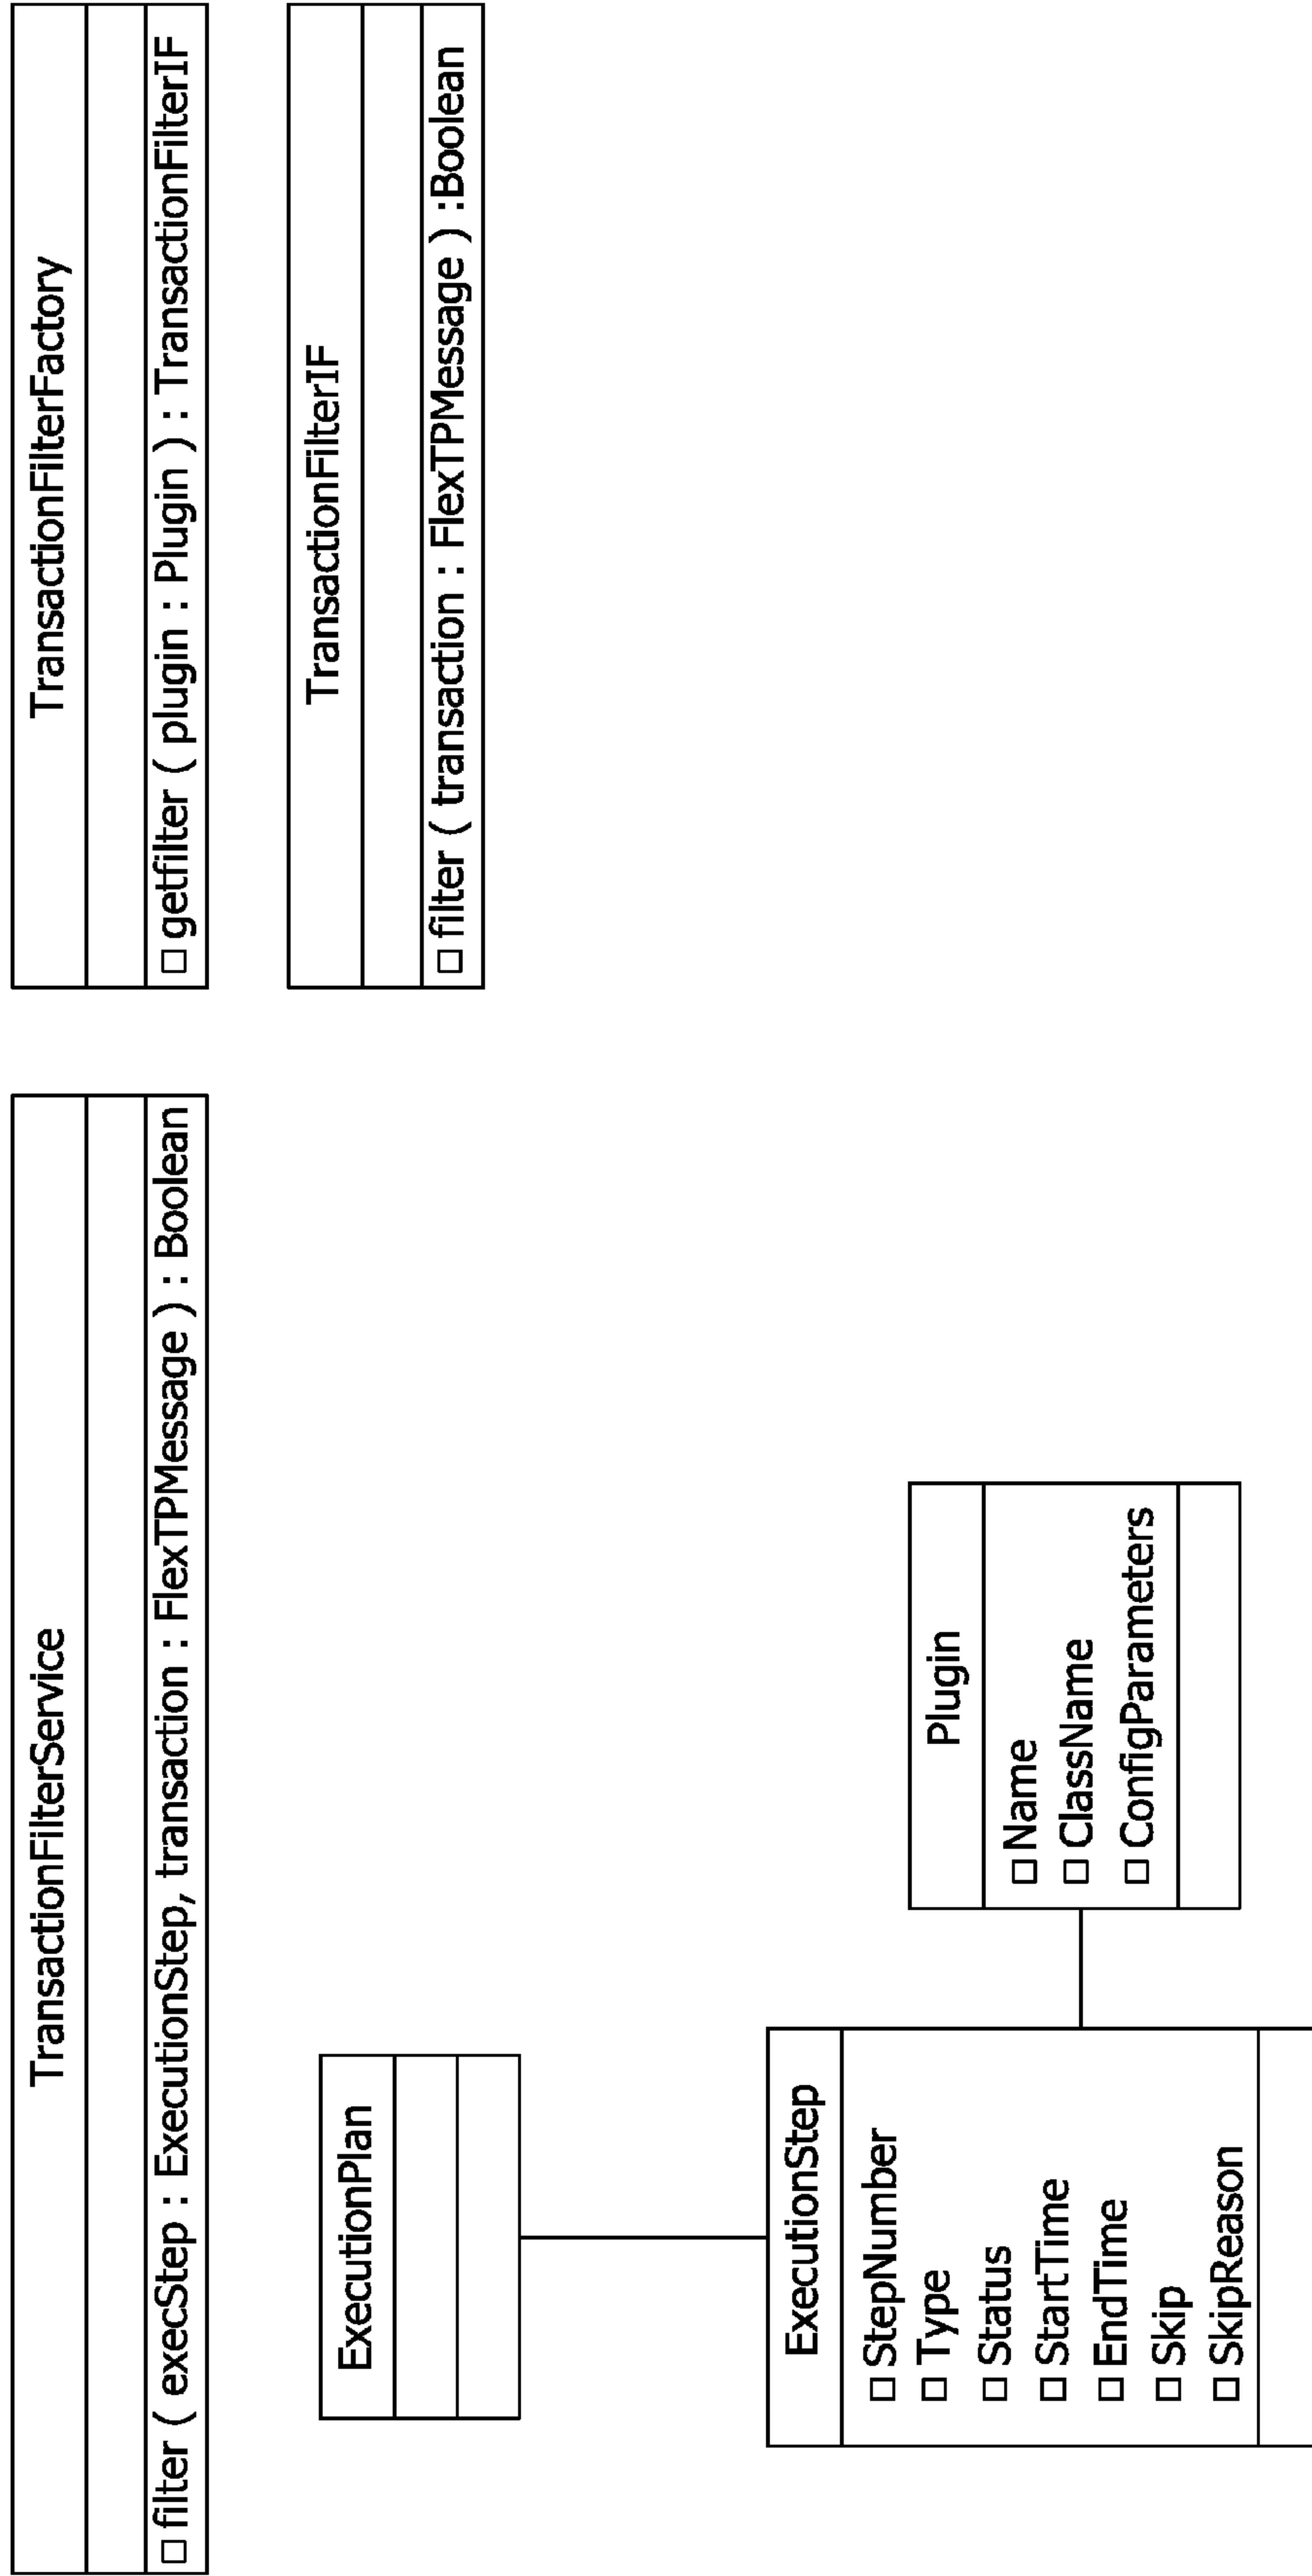 TransactionFilterService
filter ( execStep : ExecutionStep, transaction : FlexTPMessage ) : Boolean
TransactionFilterFactory
getfilter ( plugin : Plugin ) : TransactionFilterIF
TransactionFilterIF
filter ( transaction : FlexTPMessage ) :Boolean
ExecutionPlan
ExecutionStep
StepNumber
Type
Status
StartTime
EndTime
Skip
SkipReason
Plugin
Name
ClassName
ConfigParameters